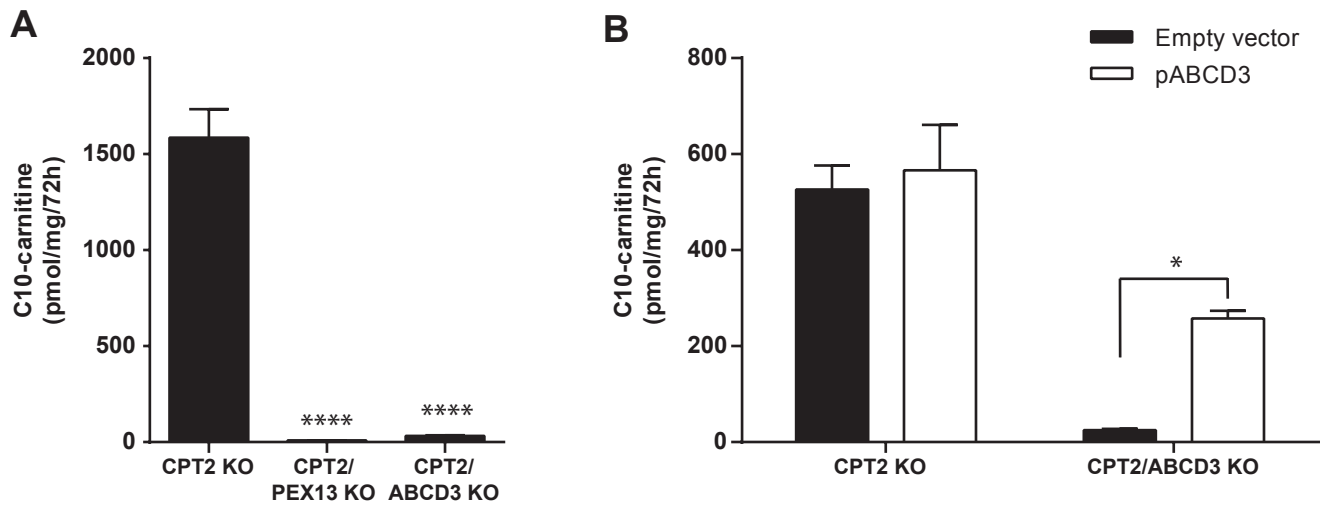 A
C10-carnitine
(pmol/mg/72h)
2000
1500
1000
500
0
****
****
CPT2 KO
CPT2/
PEX13 KO
CPT2/
ABCD3 KO
B
Empty vector
pABCD3
C10-carnitine
(pmol/mg/72h)
800
600
400
200
0
*
CPT2 KO
CPT2/ABCD3 KO